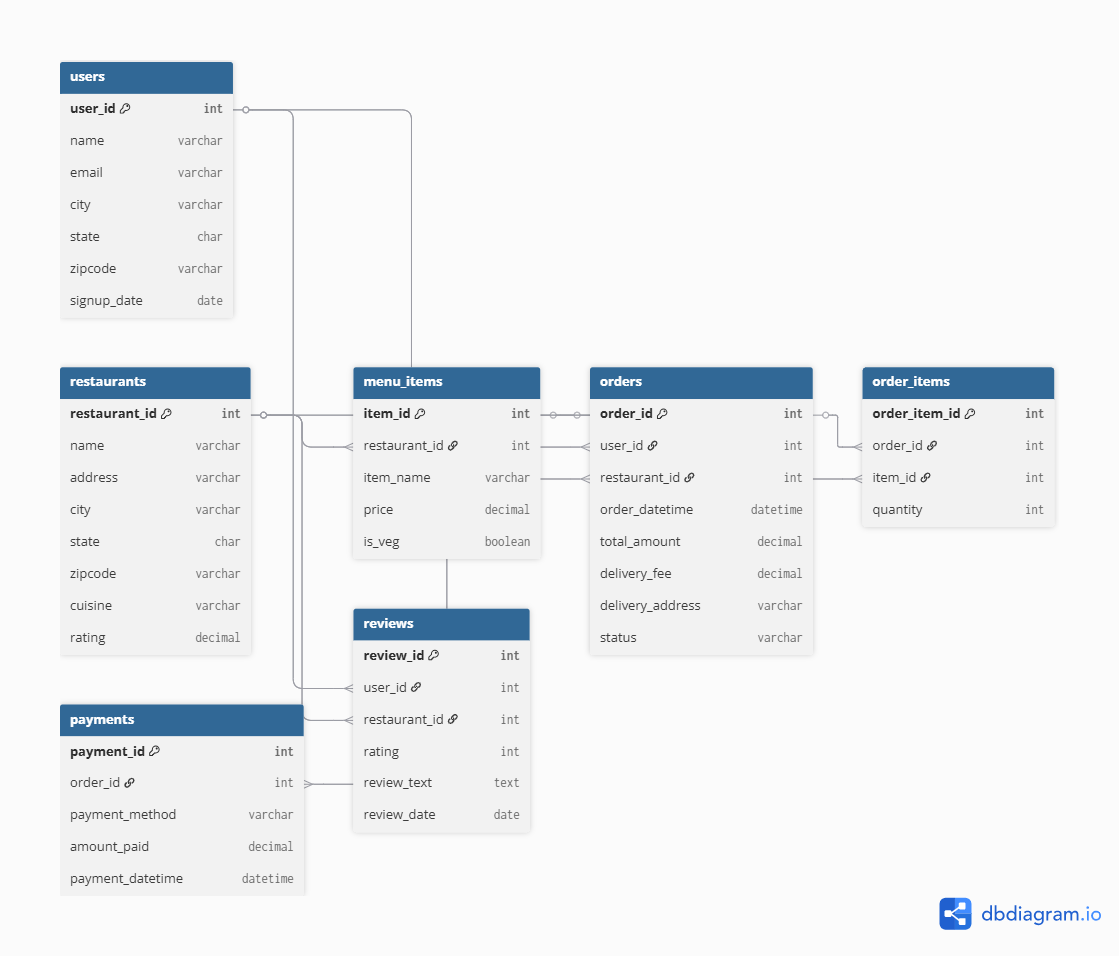 users
user_id int
name varchar
email varchar
city varchar
state char
zipcode varchar
signup_date date
restaurants
restaurant_id int
name varchar
address varchar
city varchar
state char
zipcode varchar
cuisine varchar
rating decimal
menu_items
item_id int
restaurant_id int
item_name varchar
price decimal
is_veg boolean
orders
order_id int
user_id int
restaurant_id int
order_datetime datetime
total_amount decimal
delivery_fee decimal
delivery_address varchar
status varchar
order_items
order_item_id int
order_id int
item_id int
quantity int
reviews
review_id int
user_id int
restaurant_id int
rating int
review_text text
review_date date
payments
payment_id int
order_id int
payment_method varchar
amount_paid decimal
payment_datetime datetime
dbdiagram.io